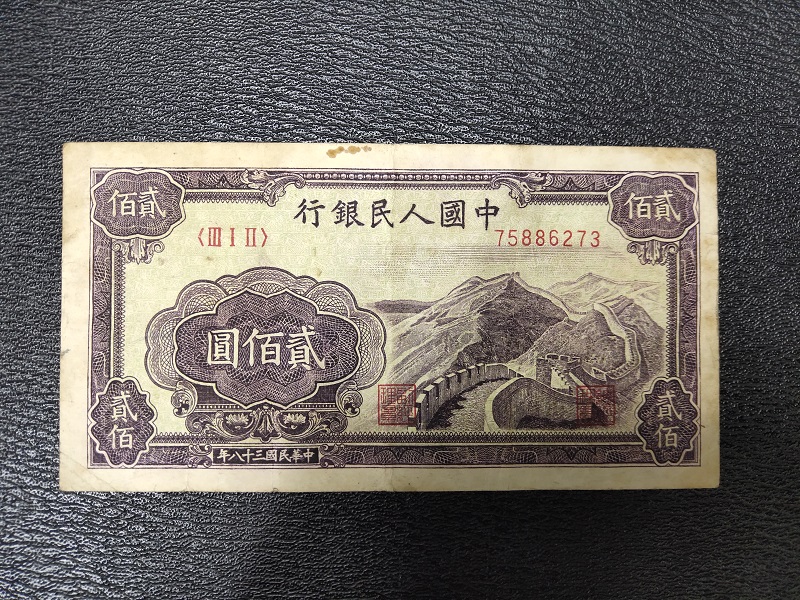 貳佰
中國人民銀行
貳佰
〈Ⅲ Ⅰ Ⅱ〉
75886273
貳佰圓
貳佰
貳佰
中華民國三十八年